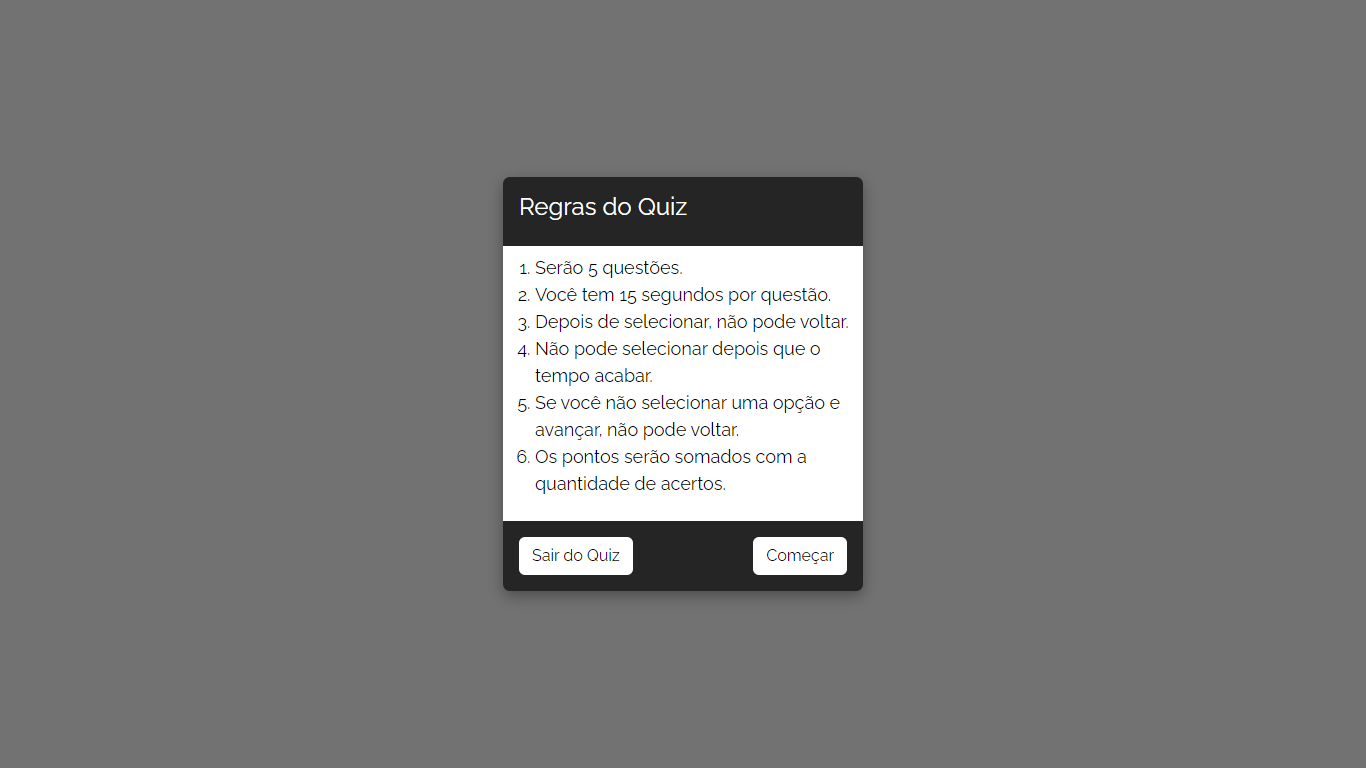 Regras do Quiz
1. Serão 5 questões.
2. Você tem 15 segundos por questão.
3. Depois de selecionar, não pode voltar.
4. Não pode selecionar depois que o
tempo acabar.
5. Se você não selecionar uma opção e
avançar, não pode voltar.
6. Os pontos serão somados com a
quantidade de acertos.
Sair do Quiz
Começar